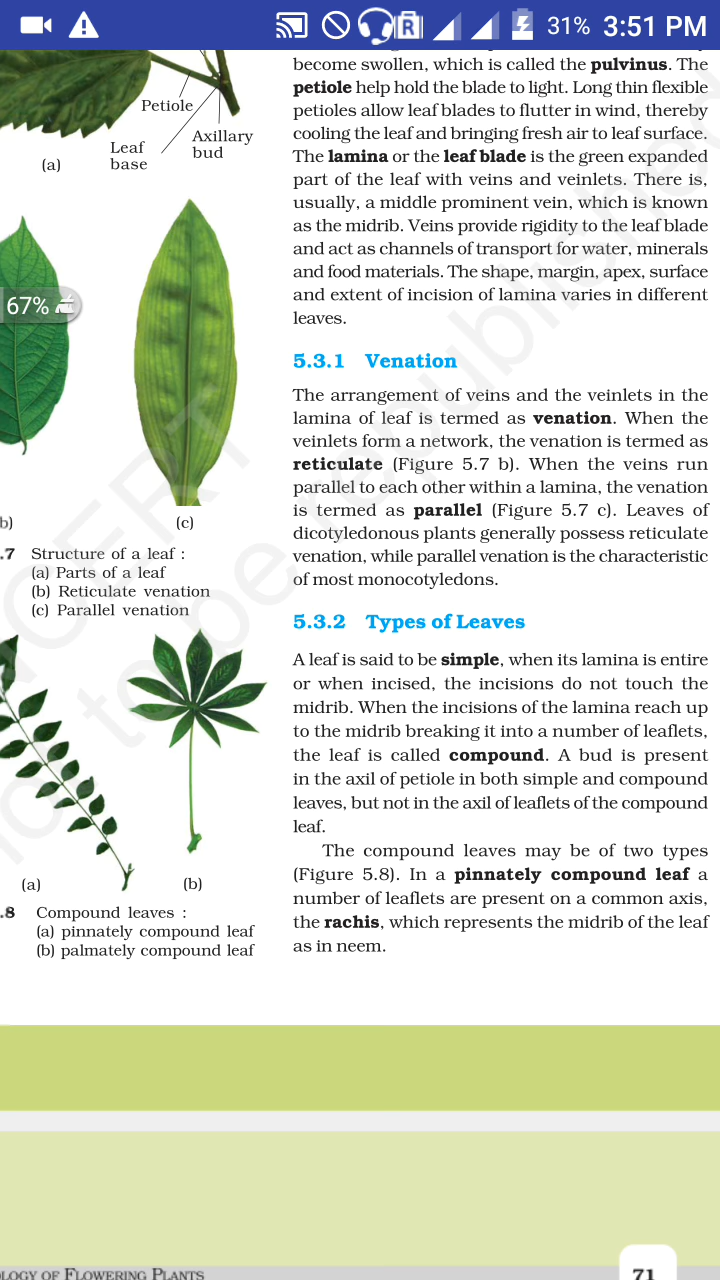 31% 3:51 PM
become swollen, which is called the pulvinus. The
petiole help hold the blade to light. Long thin flexible
petioles allow leaf blades to flutter in wind, thereby
cooling the leaf and bringing fresh air to leaf surface.
The lamina or the leaf blade is the green expanded
part of the leaf with veins and veinlets. There is,
usually, a middle prominent vein, which is known
as the midrib. Veins provide rigidity to the leaf blade
and act as channels of transport for water, minerals
and food materials. The shape, margin, apex, surface
and extent of incision of lamina varies in different
leaves.
5.3.1 Venation
The arrangement of veins and the veinlets in the
lamina of leaf is termed as venation. When the
veinlets form a network, the venation is termed as
reticulate (Figure 5.7 b). When the veins run
parallel to each other within a lamina, the venation
is termed as parallel (Figure 5.7 c). Leaves of
dicotyledonous plants generally possess reticulate
venation, while parallel venation is the characteristic
of most monocotyledons.
5.3.2 Types of Leaves
A leaf is said to be simple, when its lamina is entire
or when incised, the incisions do not touch the
midrib. When the incisions of the lamina reach up
to the midrib breaking it into a number of leaflets,
the leaf is called compound. A bud is present
in the axil of petiole in both simple and compound
leaves, but not in the axil of leaflets of the compound
leaf.
The compound leaves may be of two types
(Figure 5.8). In a pinnately compound leaf a
number of leaflets are present on a common axis,
the rachis, which represents the midrib of the leaf
as in neem.
Petiole
Leaf
base
Axillary
bud
(a)
67%
b)
(c)
.7 Structure of a leaf :
(a) Parts of a leaf
(b) Reticulate venation
(c) Parallel venation
(a)
(b)
.8 Compound leaves :
(a) pinnately compound leaf
(b) palmately compound leaf
R
NCERT
to be republished
LOGY OF FLOWERING PLANTS
71